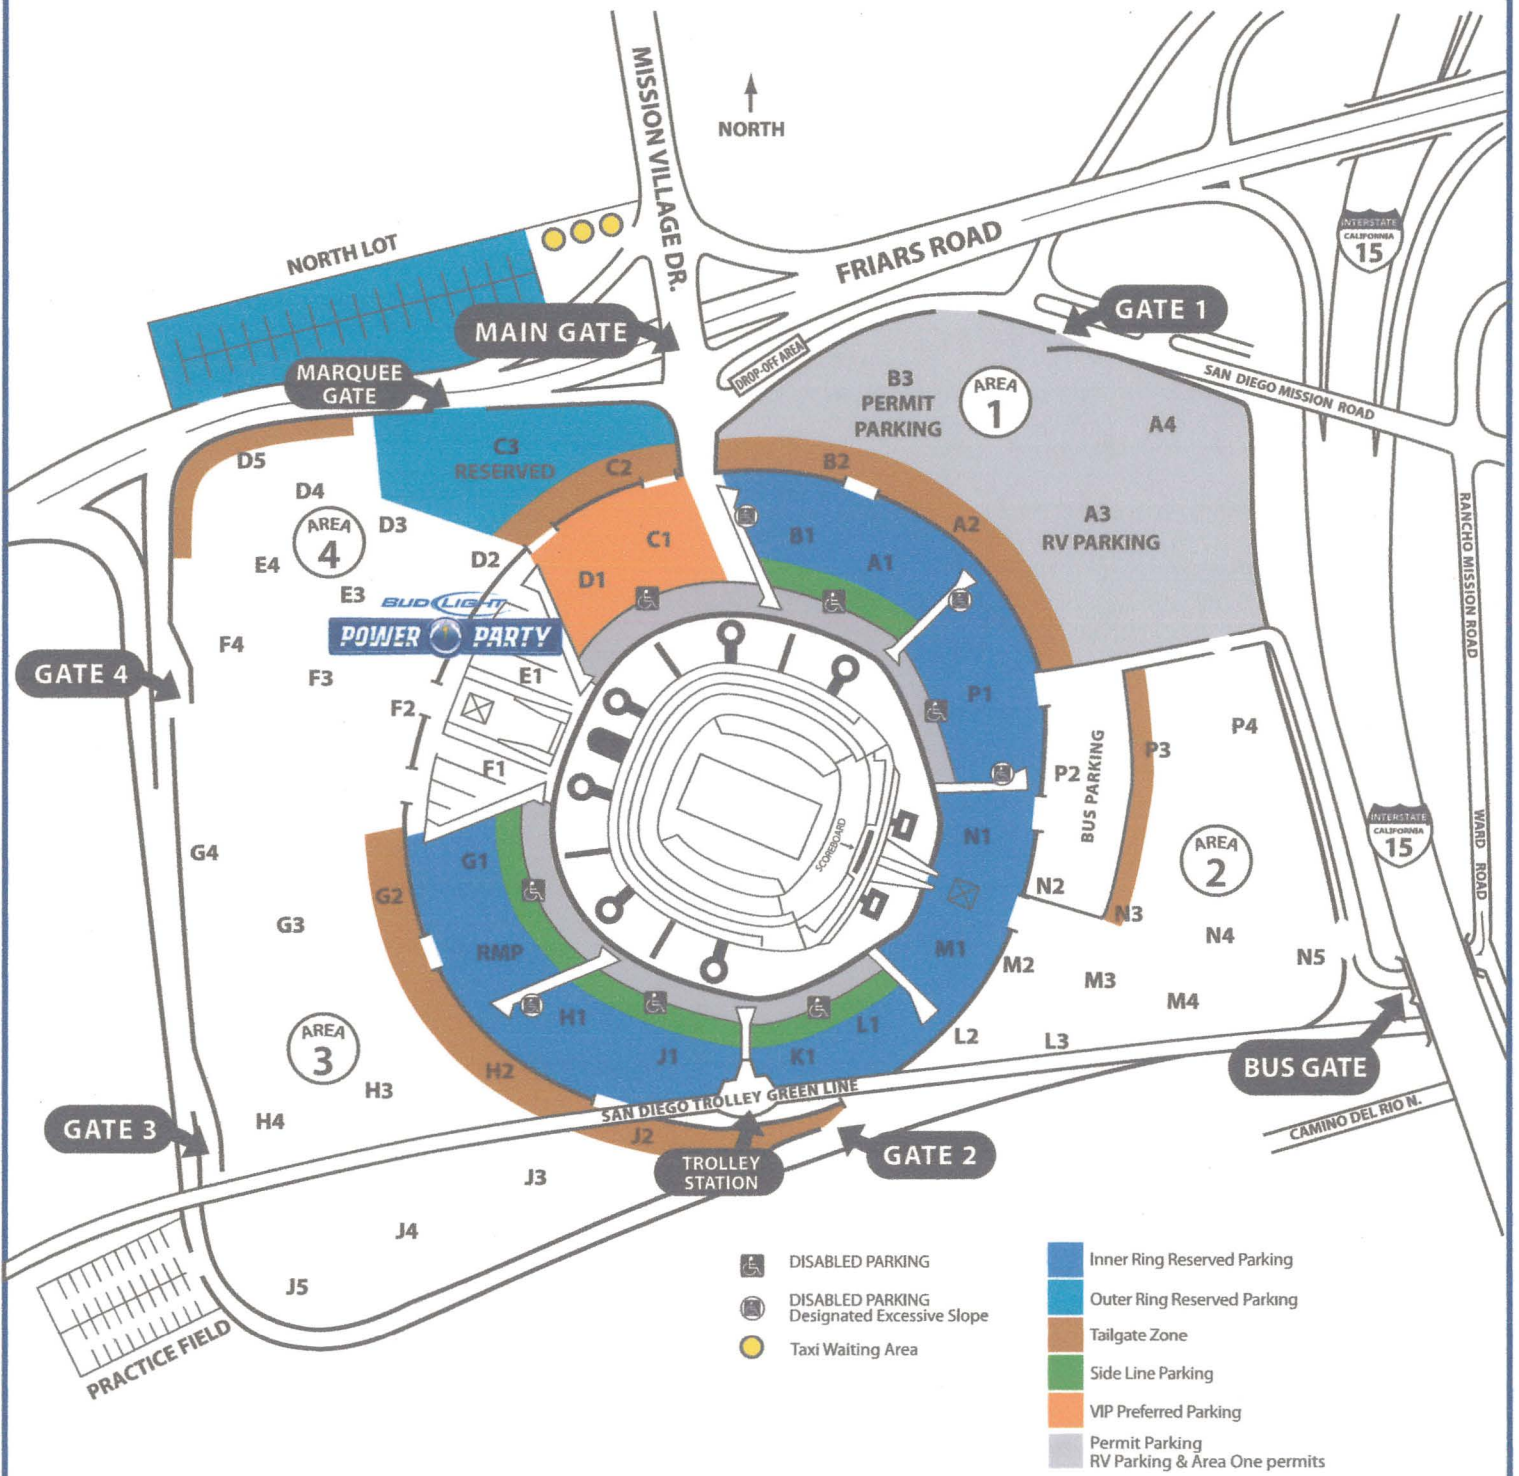 MISSION VILLAGE DR.
NORTH
FRIARS ROAD
INTERSTATE
CALIFORNIA
15
NORTH LOT
MAIN GATE
GATE 1
DROP-OFF AREA
MARQUEE
GATE
SAN DIEGO MISSION ROAD
B3
PERMIT
PARKING
AREA
1
A4
C3
RESERVED
C2
B2
D5
D4
D3
AREA
4
D2
E4
E3
C1
D1
B1
A1
A2
A3
RV PARKING
RANCHO MISSION ROAD
BUD LIGHT
POWER PARTY
F4
GATE 4
F3
F2
E1
F1
P1
P2
BUS PARKING
P3
P4
INTERSTATE
CALIFORNIA
15
WARD ROAD
SCOREBOARD
G4
G3
G2
G1
RMP
N1
N2
N3
N4
N5
AREA
2
M1
M2
M3
M4
H1
J1
K1
L1
L2
L3
AREA
3
H2
H3
H4
BUS GATE
GATE 3
SAN DIEGO TROLLEY GREEN LINE
CAMINO DEL RIO N.
J2
TROLLEY
STATION
GATE 2
J3
J4
J5
PRACTICE FIELD
DISABLED PARKING
DISABLED PARKING
Designated Excessive Slope
Taxi Waiting Area
Inner Ring Reserved Parking
Outer Ring Reserved Parking
Tailgate Zone
Side Line Parking
VIP Preferred Parking
Permit Parking
RV Parking & Area One permits